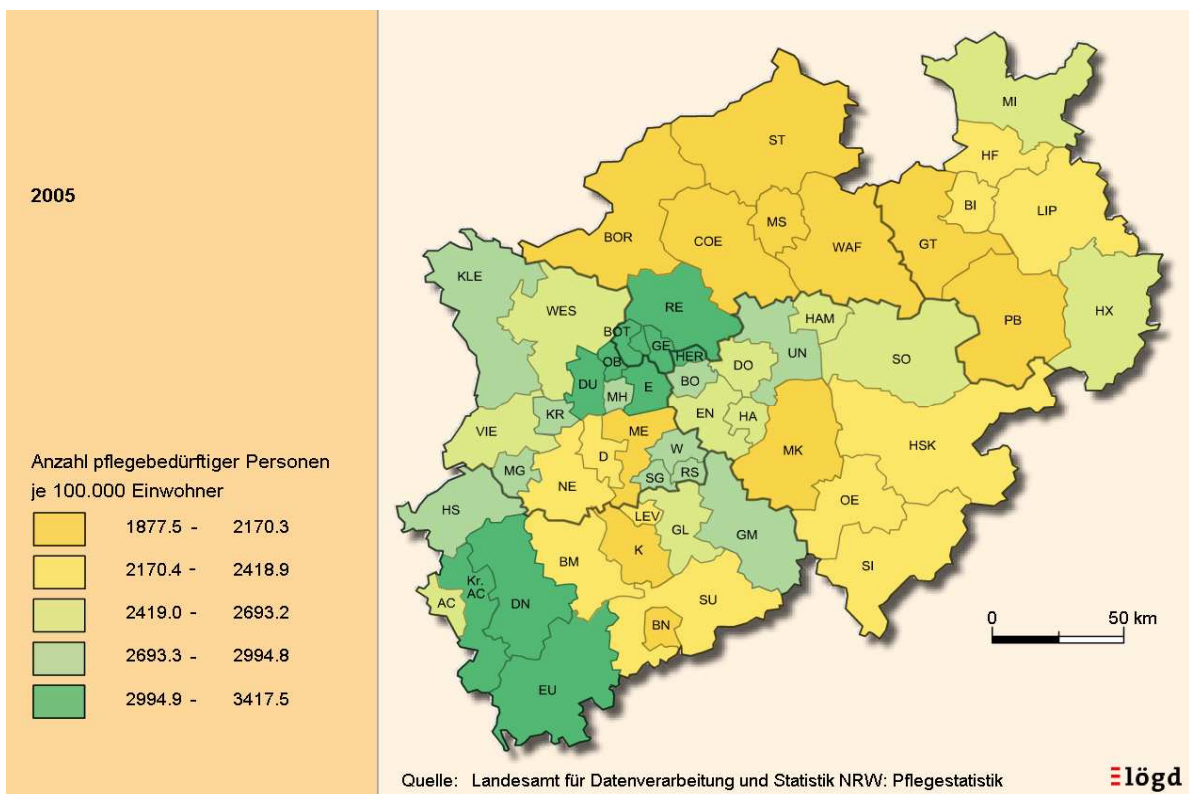 2005
Anzahl pflegebedürftiger Personen
je 100.000 Einwohner
1877.5 - 2170.3
2170.4 - 2418.9
2419.0 - 2693.2
2693.3 - 2994.8
2994.9 - 3417.5
MI
ST
HF
BI
LIP
MS
BOR
COE
WAF
GT
KLE
WES
RE
HX
PB
BOT
GE
HAM
OB
HER
UN
SO
DU
E
BO
DO
MH
KR
EN
HA
VIE
ME
W
HSK
MG
D
SG
RS
MK
NE
OE
HS
LEV
GL
GM
BM
K
SI
Kr.
AC
AC
DN
SU
BN
EU
0 50 km
Quelle: Landesamt für Datenverarbeitung und Statistik NRW: Pflegestatistik
lögd